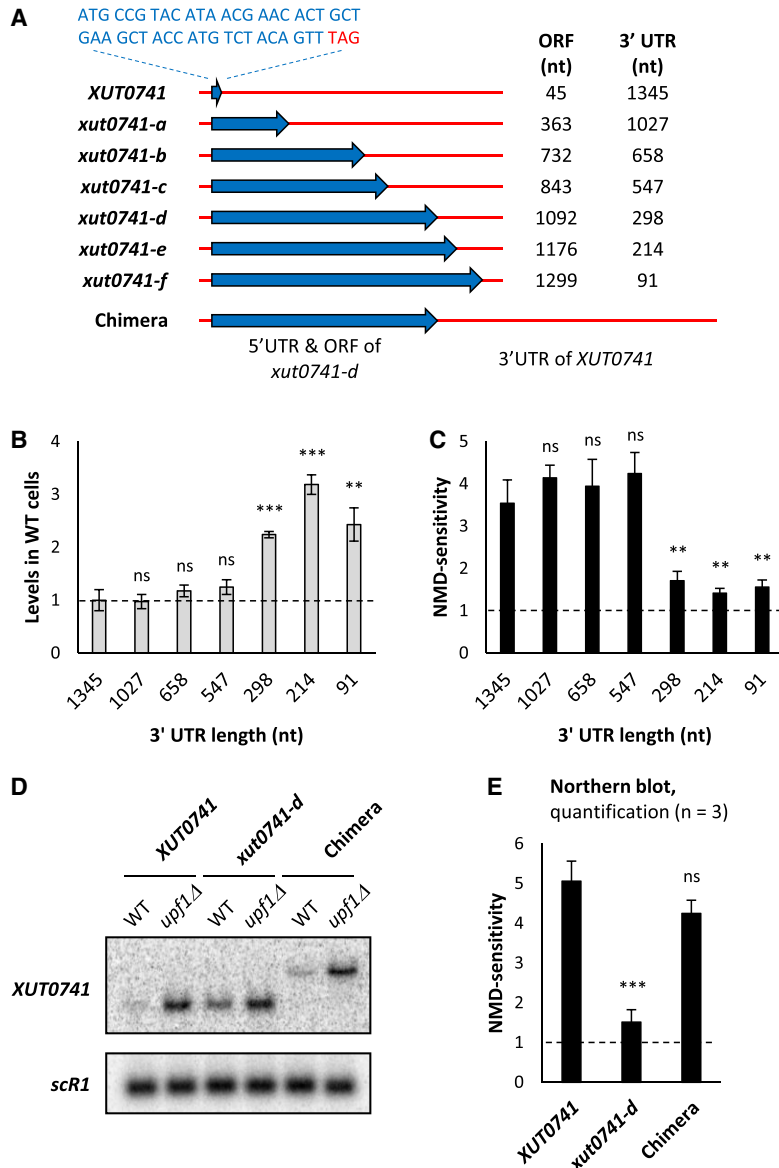 A
ATG CCG TAC ATA ACG AAC ACT GCT
GAA GCT ACC ATG TCT ACA GTT TAG
ORF (nt)
3’ UTR (nt)
XUT0741 45 1345
xut0741-a 363 1027
xut0741-b 732 658
xut0741-c 843 547
xut0741-d 1092 298
xut0741-e 1176 214
xut0741-f 1299 91
Chimera
5’UTR & ORF of
xut0741-d
3’UTR of XUT0741
B
Levels in WT cells
4
3
2
1
0
ns
ns
ns
***
***
**
1345 1027 658 547 298 214 91
3' UTR length (nt)
C
NMD-sensitivity
5
4
3
2
1
0
ns
ns
ns
**
**
**
1345 1027 658 547 298 214 91
3' UTR length (nt)
D
XUT0741 xut0741-d Chimera
WT upf1Δ WT upf1Δ WT upf1Δ
XUT0741
scR1
E
Northern blot,
quantification (n = 3)
NMD-sensitivity
6
5
4
3
2
1
0
***
ns
XUT0741 xut0741-d Chimera